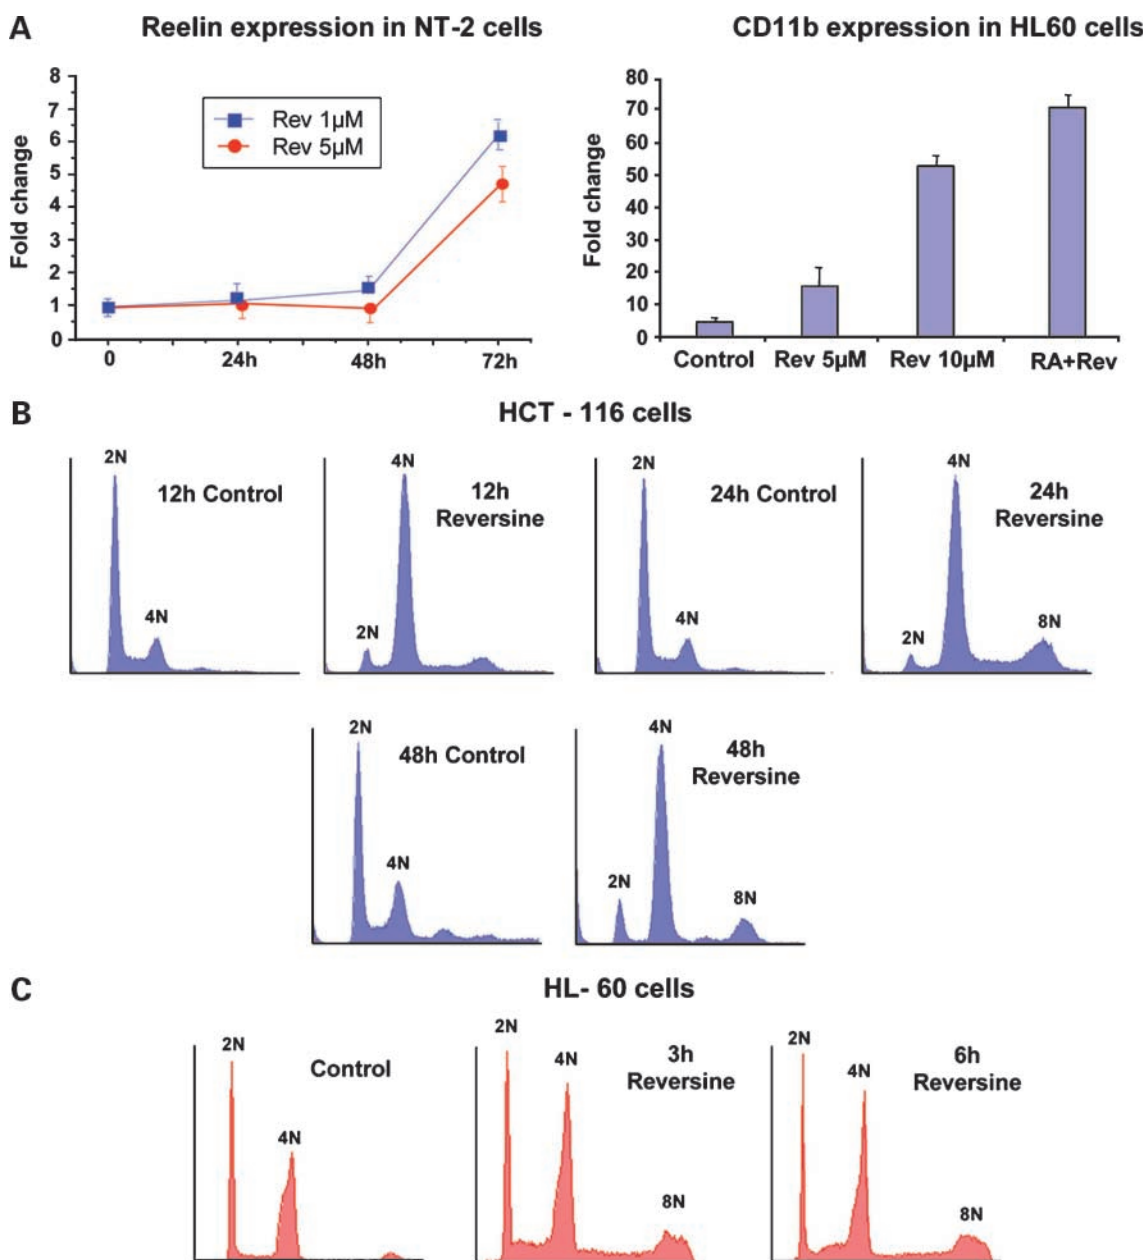 A
Reelin expression in NT-2 cells
Fold change
8
7
6
5
4
3
2
1
0
Rev 1µM
Rev 5µM
0 24h 48h 72h
CD11b expression in HL60 cells
Fold change
80
70
60
50
40
30
20
10
0
Control Rev 5µM Rev 10µM RA+Rev
B
HCT - 116 cells
2N
4N
12h Control
4N
2N
12h
Reversine
2N
4N
24h Control
4N
2N
8N
24h
Reversine
2N
4N
48h Control
4N
2N
8N
48h
Reversine
C
HL- 60 cells
2N
4N
Control
2N
4N
8N
3h
Reversine
2N
4N
8N
6h
Reversine